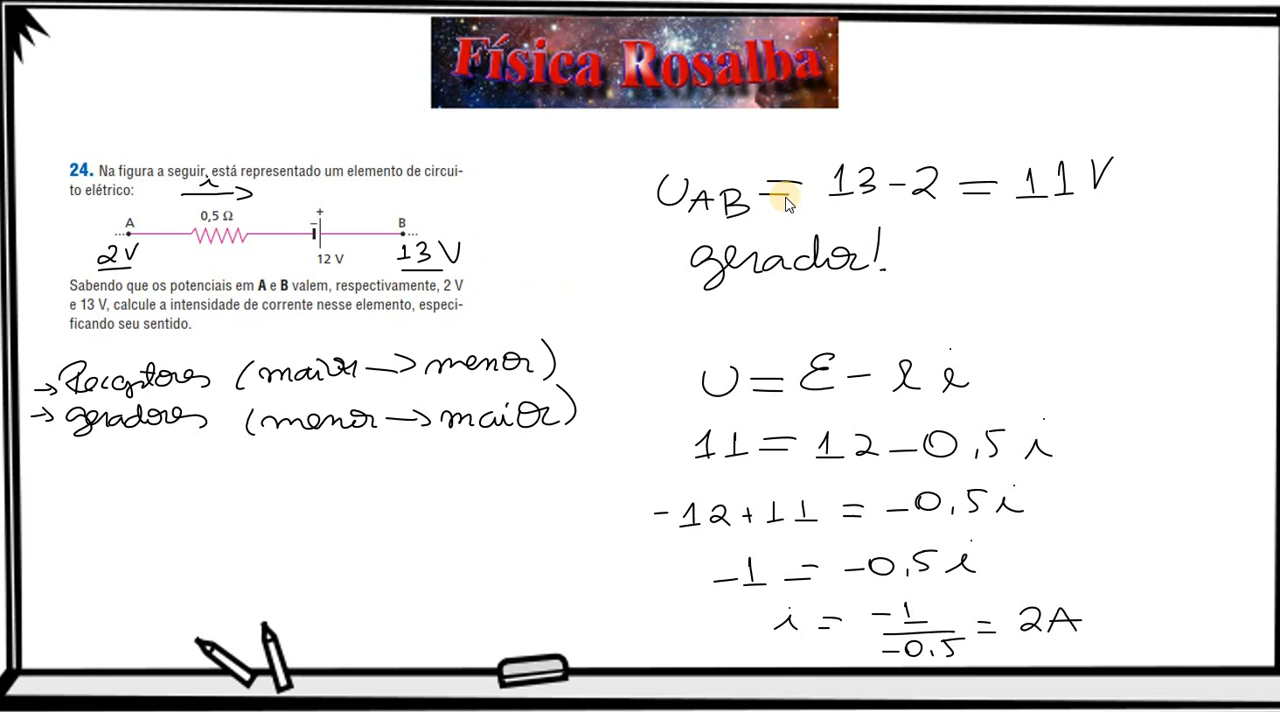 Física Rosalba
24. Na figura a seguir, está representado um elemento de circui-
to elétrico:
i
A
0,5 Ω
+
-
12 V
B
2V
13 V
Sabendo que os potenciais em A e B valem, respectivamente, 2 V
e 13 V, calcule a intensidade de corrente nesse elemento, especi-
ficando seu sentido.
→ Receptores (maior → menor)
→ geradores (menor → maior)
UAB = 13 - 2 = 11 V
gerador!
U = E - r i
11 = 12 - 0,5 i
-12 + 11 = -0,5 i
-1 = -0,5 i
i = -1/-0,5 = 2A